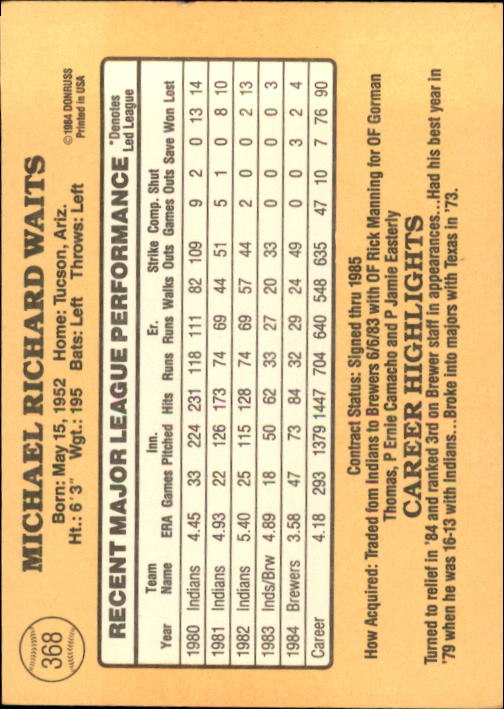 368
MICHAEL RICHARD WAITS
Born: May 15, 1952 Home: Tucson, Ariz.
Ht.: 6'3" Wgt.: 195 Bats: Left Throws: Left
©1984 DONRUSS
Printed in USA
RECENT MAJOR LEAGUE PERFORMANCE *Denotes Led League
Year Team Name ERA Games Inn. Pitched Hits Runs Er. Runs Walks Strike Outs Comp. Games Shut Outs Save Won Lost
1980 Indians 4.45 33 224 231 118 111 82 109 9 2 0 13 14
1981 Indians 4.93 22 126 173 74 69 44 51 5 1 0 8 10
1982 Indians 5.40 25 115 128 74 69 57 44 2 0 0 2 13
1983 Inds/Brw 4.89 18 50 62 33 27 20 33 0 0 0 0 3
1984 Brewers 3.58 47 73 84 32 29 24 49 0 0 3 2 4
Career 4.18 293 1379 1447 704 640 548 635 47 10 7 76 90
Contract Status: Signed thru 1985
How Acquired: Traded fom Indians to Brewers 6/6/83 with OF Rick Manning for OF Gorman
Thomas, P Ernie Camacho and P Jamie Easterly
CAREER HIGHLIGHTS
Turned to relief in '84 and ranked 3rd on Brewer staff in appearances...Had his best year in
'79 when he was 16-13 with Indians...Broke into majors with Texas in '73.